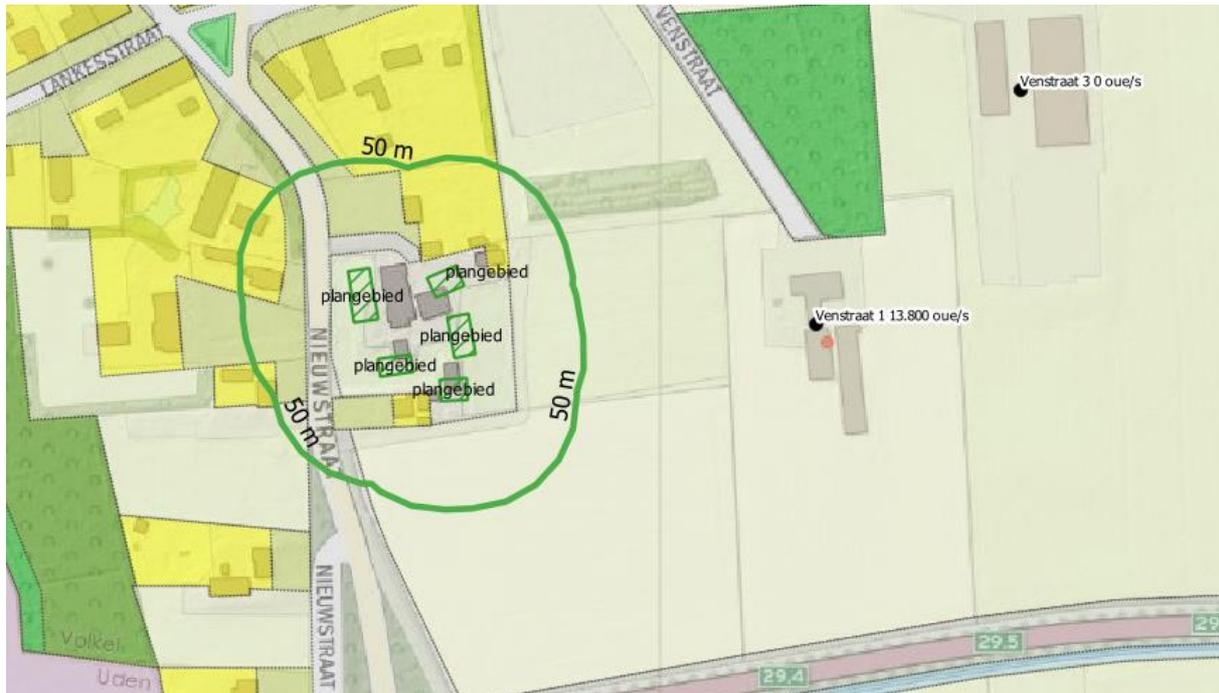 LANKESSTRAAT
VENSTRAAT
Venstraat 3 0 oue/s
50 m
plangebied
plangebied
Venstraat 1 13.800 oue/s
plangebied
plangebied
plangebied
NIEUWSTRAAT
50 m
50 m
NIEUWSTRAAT
Volkel
Uden
29.5
29
29.4